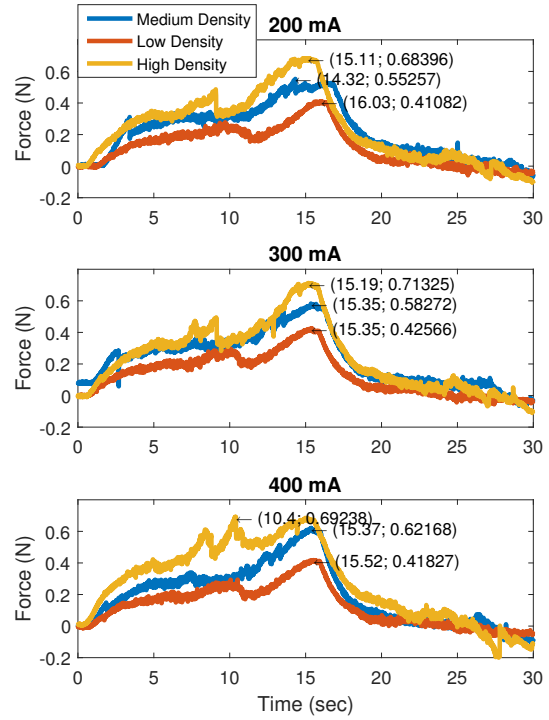 Medium Density
Low Density
High Density
200 mA
Force (N)
0.6
0.4
0.2
0
-0.2
(15.11; 0.68396)
(14.32; 0.55257)
(16.03; 0.41082)
0 5 10 15 20 25 30
300 mA
Force (N)
0.6
0.4
0.2
0
-0.2
(15.19; 0.71325)
(15.35; 0.58272)
(15.35; 0.42566)
0 5 10 15 20 25 30
400 mA
Force (N)
0.6
0.4
0.2
0
-0.2
(10.4; 0.69238)
(15.37; 0.62168)
(15.52; 0.41827)
0 5 10 15 20 25 30
Time (sec)